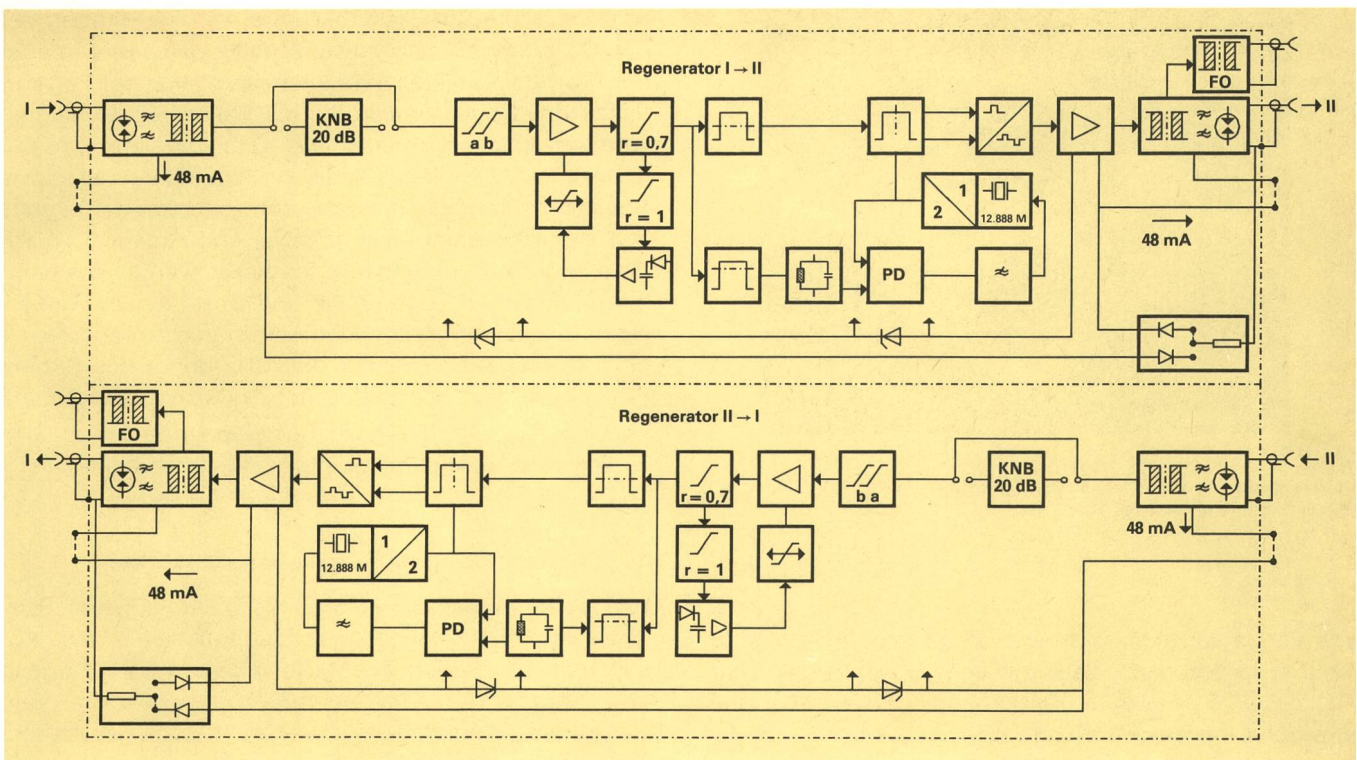 Regenerator I → II
FO
I →
→ II
KNB
20 dB
a b
r = 0,7
48 mA
r = 1
1
2
12.888 M
48 mA
PD
Regenerator II → I
FO
I ←
← II
KNB
20 dB
r = 0,7
b a
12.888 M
1
2
r = 1
48 mA
48 mA
PD